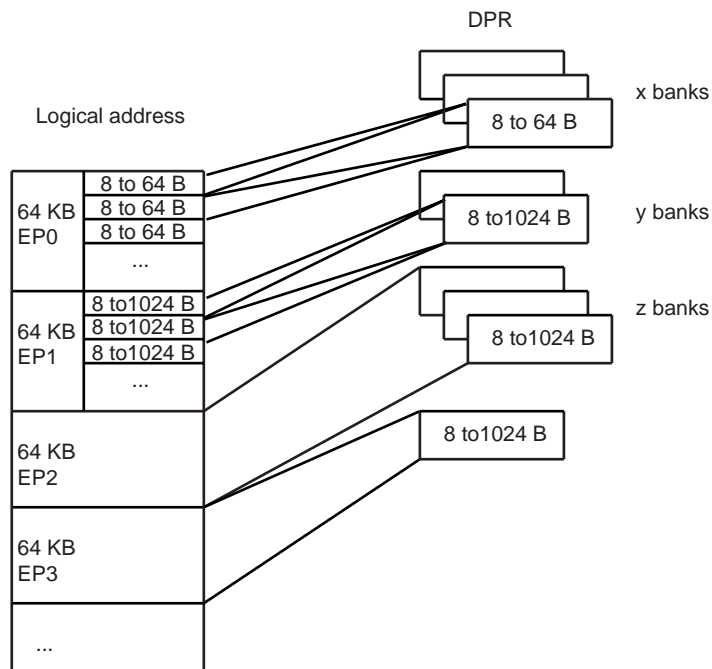 DPR
x banks
Logical address
8 to 64 B
64 KB
EP0
8 to 64 B
8 to 64 B
8 to 64 B
...
y banks
8 to1024 B
64 KB
EP1
8 to1024 B
8 to1024 B
8 to1024 B
...
z banks
8 to1024 B
64 KB
EP2
8 to1024 B
64 KB
EP3
...